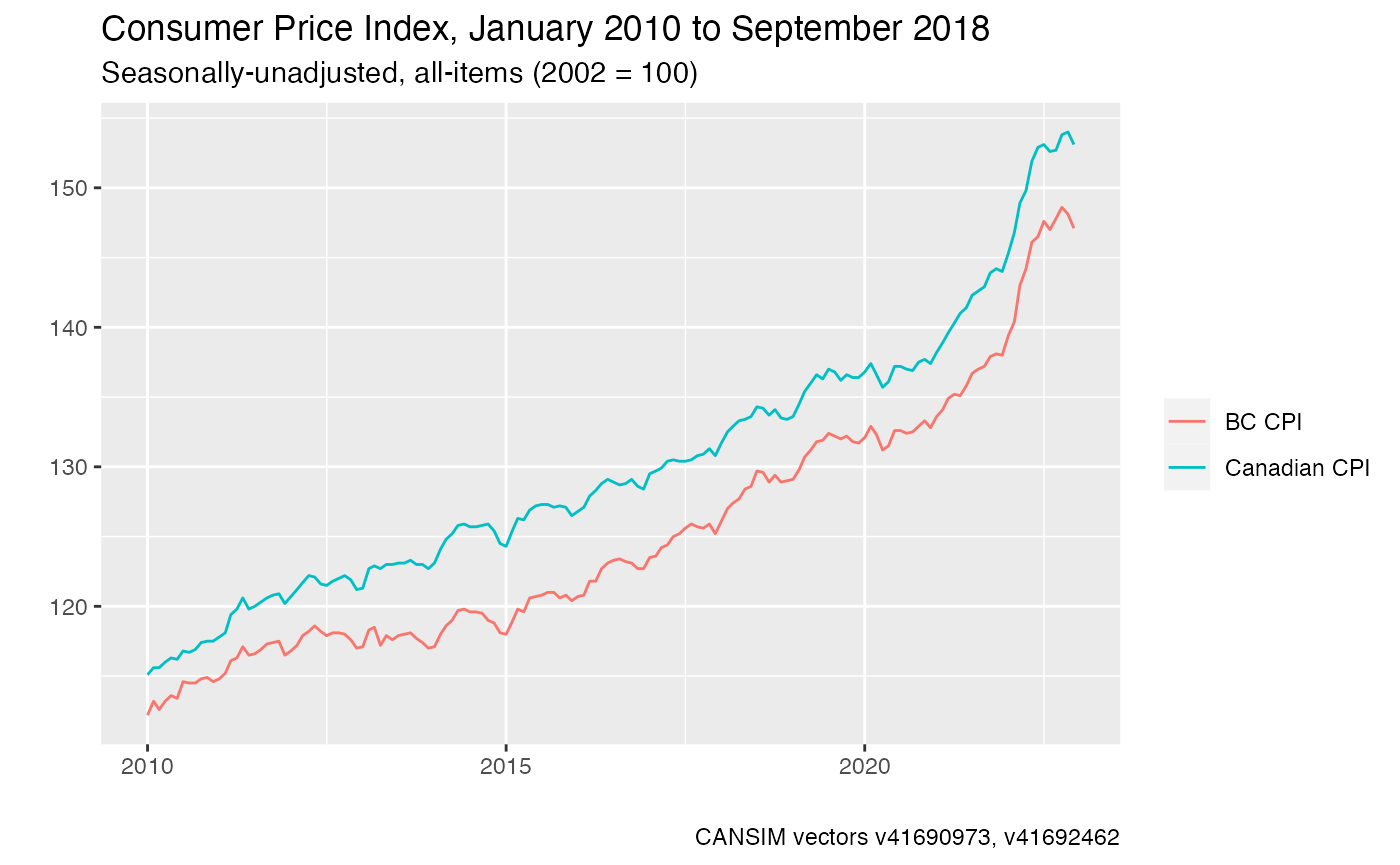 Consumer Price Index, January 2010 to September 2018
Seasonally-unadjusted, all-items (2002 = 100)
150
140
130
120
2010 2015 2020
BC CPI
Canadian CPI
CANSIM vectors v41690973, v41692462